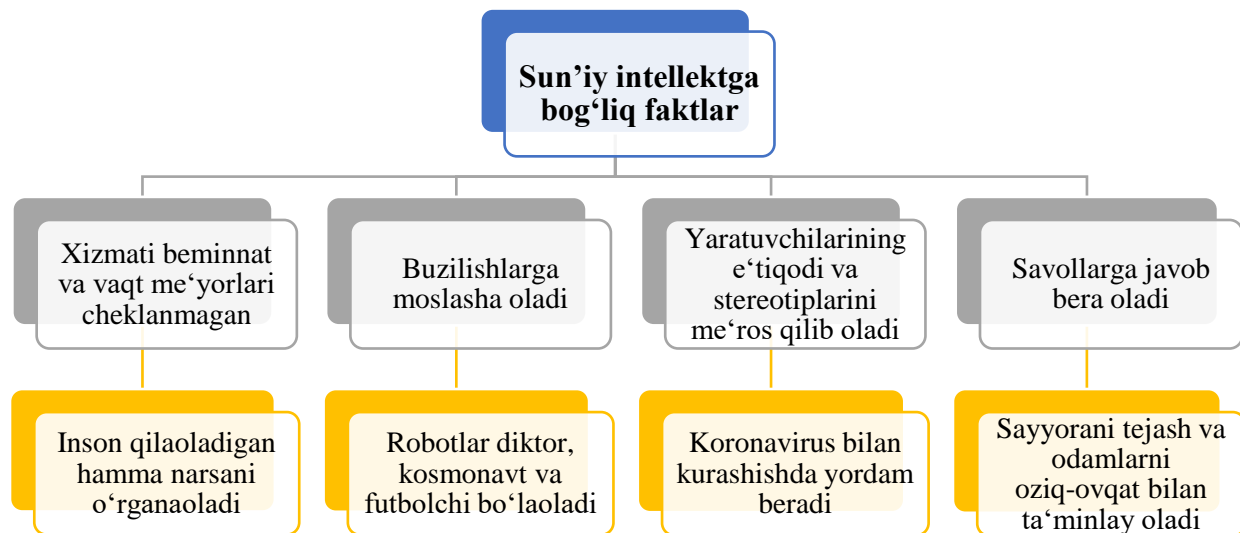 Sun’iy intellektga
bog‘liq faktlar
Xizmati beminnat
va vaqt me‘yorlari
cheklanmagan
Buzilishlarga
moslasha oladi
Yaratuvchilarining
e‘tiqodi va
stereotiplarini
me‘ros qilib oladi
Savollarga javob
bera oladi
Inson qilaoladigan
hamma narsani
o‘rganaoladi
Robotlar diktor,
kosmonavt va
futbolchi bo‘laoladi
Koronavirus bilan
kurashishda yordam
beradi
Sayyorani tejash va
odamlarni
oziq-ovqat bilan
ta‘minlay oladi